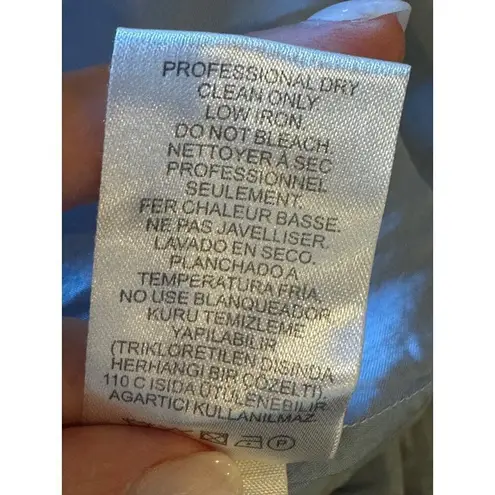 PROFESSIONAL DRY
CLEAN ONLY
LOW IRON.
DO NOT BLEACH.
NETTOYER À SEC
PROFESSIONNEL
SEULEMENT.
FER CHALEUR BASSE.
NE PAS JAVELLISER.
LAVADO EN SECO.
PLANCHADO A
TEMPERATURA FRIA.
NO USE BLANQUEADOR
KURU TEMIZLEME
YAPILABILIR
(TRIKLORETILEN DISINDA
HERHANGI BIR ÇÖZELTI).
110 C ISIDA ÜTÜLENEBILIR
AGARTICI KULLANILMAZ.
P